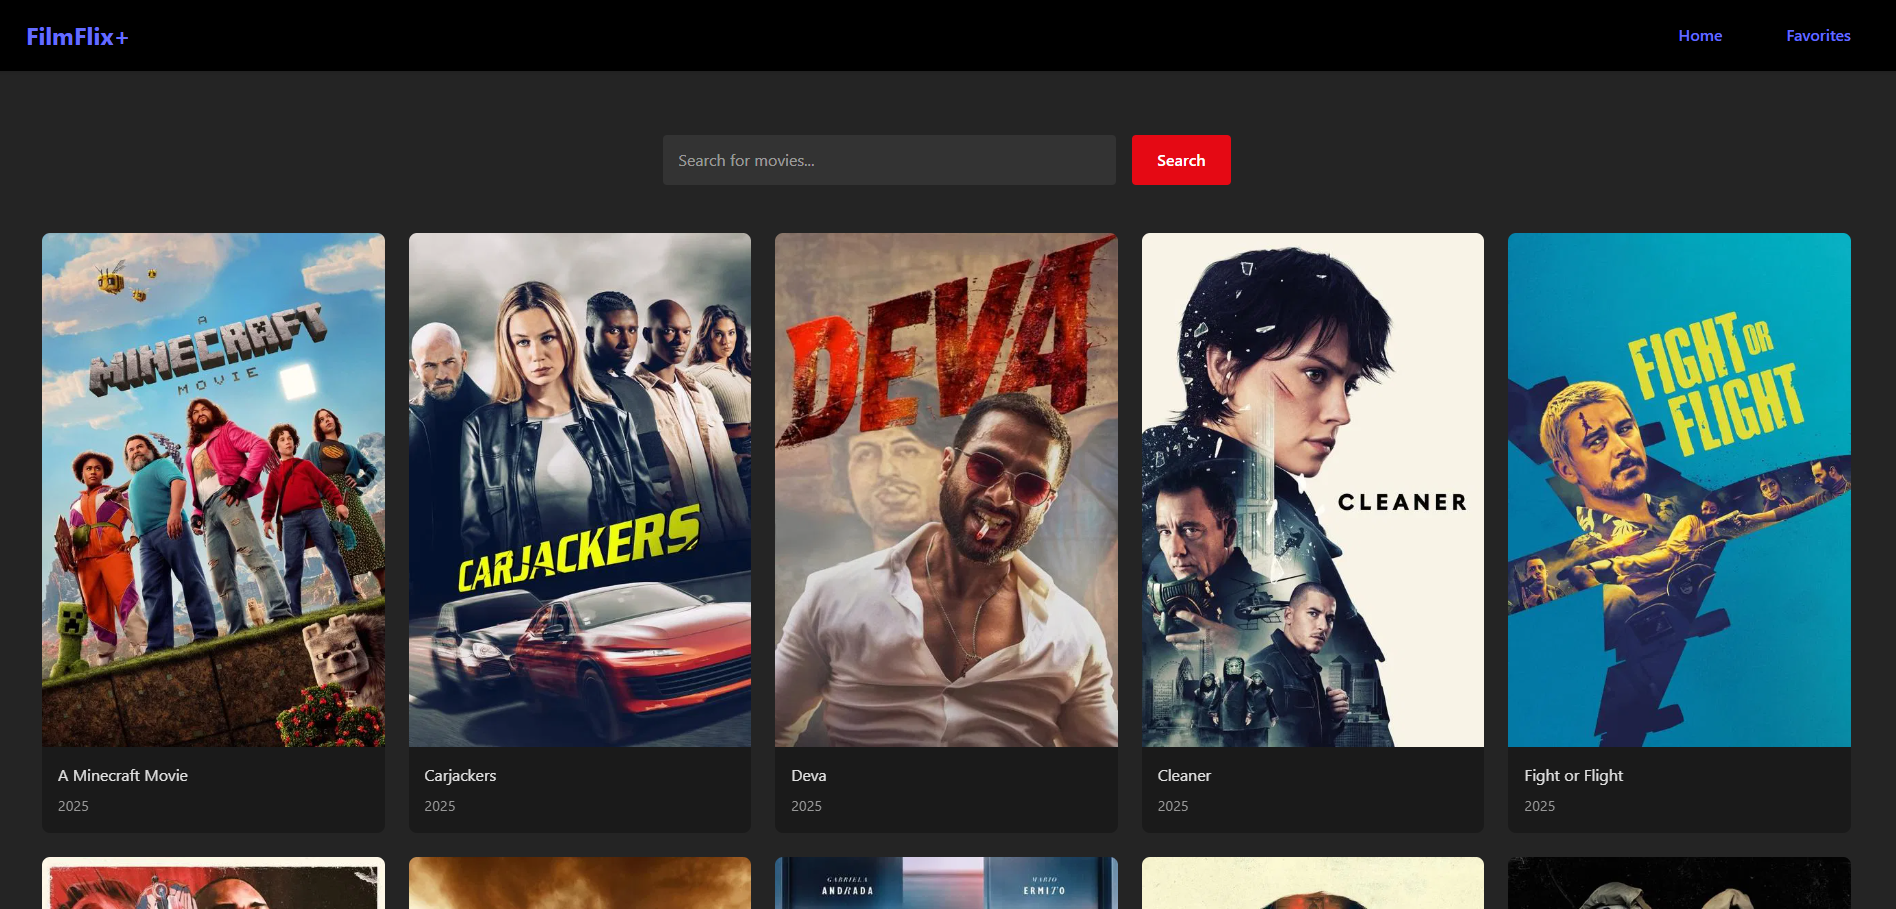 FilmFlix+
Home
Favorites
Search for movies...
Search
A
MINECRAFT
MOVIE
CARJACKERS
DEVA
CLEANER
FIGHT OR
FLIGHT
A Minecraft Movie
2025
Carjackers
2025
Deva
2025
Cleaner
2025
Fight or Flight
2025
GABRIELA
ANDRADA
MARIO
ERMITO